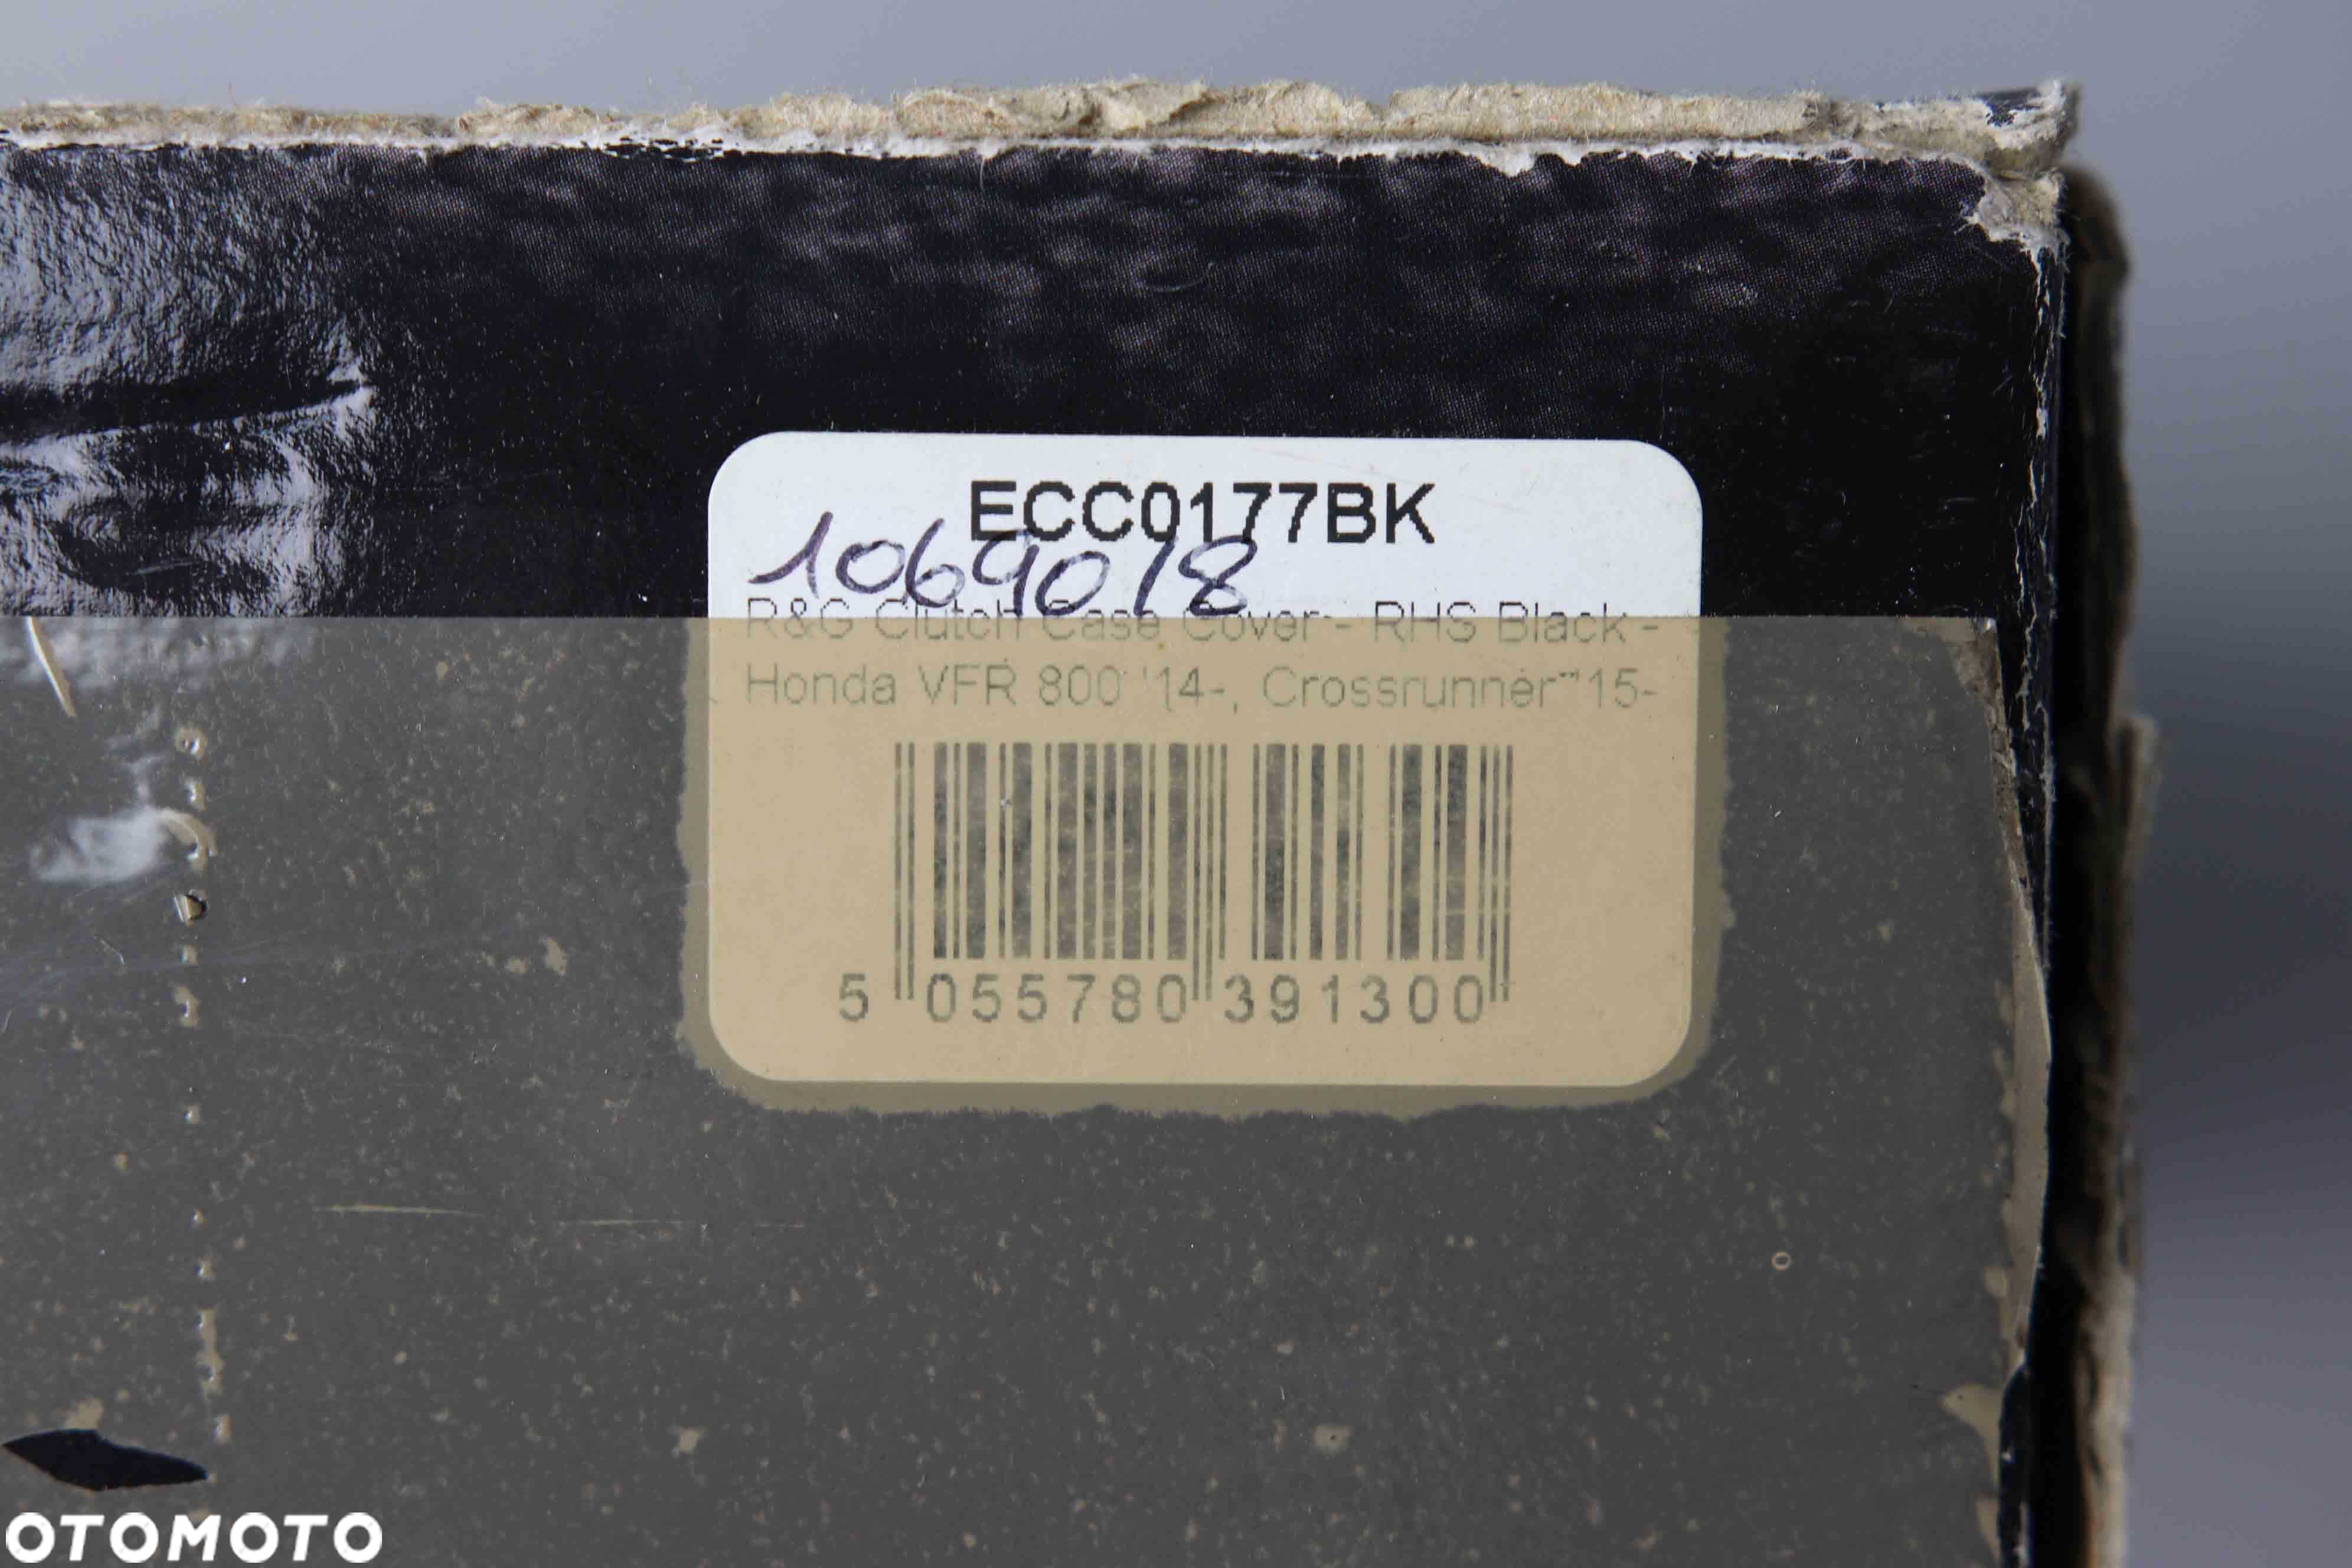 ECC0177BK
1069018
R&G Clutch Case Cover - RHS Black -
Honda VFR 800 '14-, Crossrunner '15-
5 055780 391300
OTOMOTO